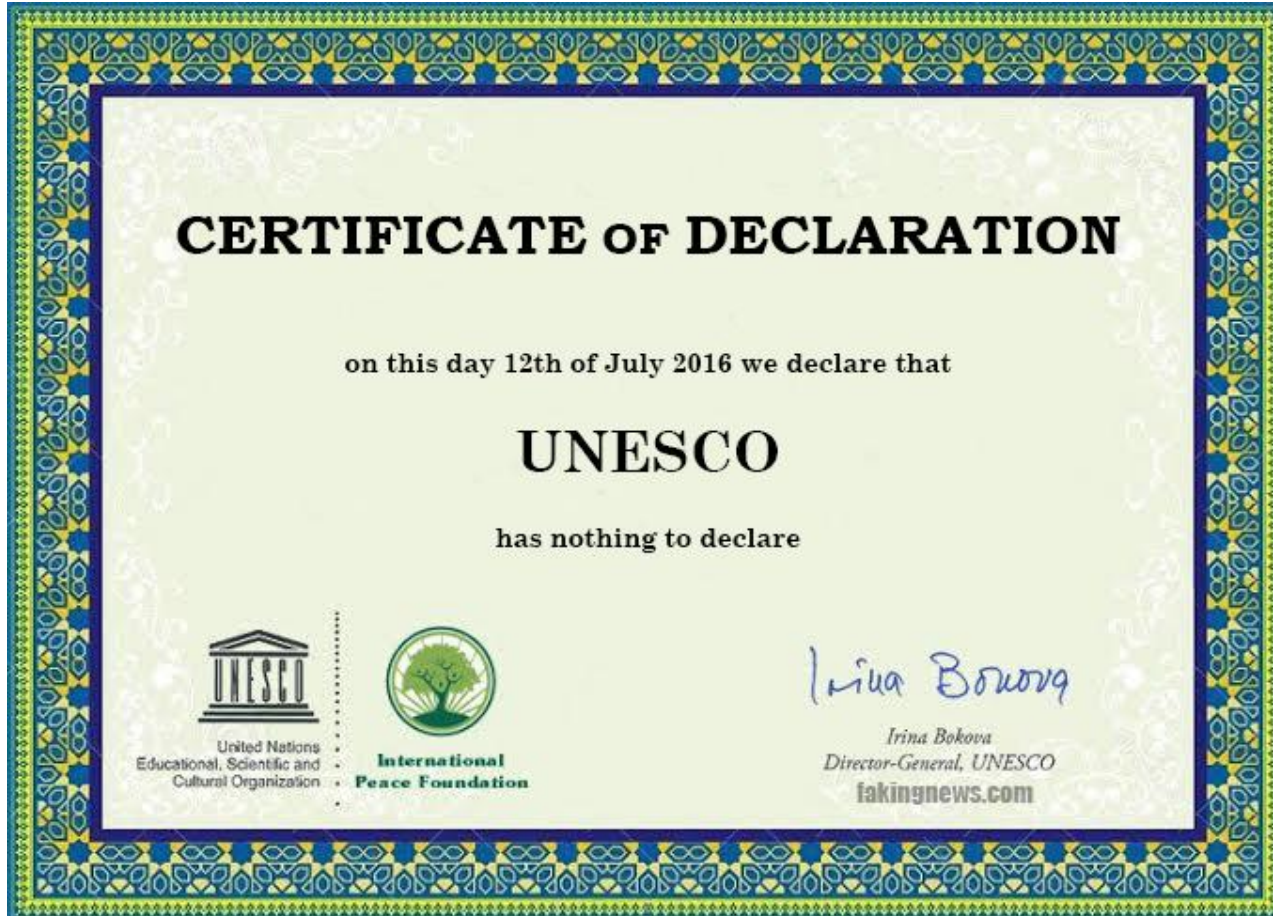 CERTIFICATE OF DECLARATION
on this day 12th of July 2016 we declare that
UNESCO
has nothing to declare
UNESCO
United Nations
Educational, Scientific and
Cultural Organization
International
Peace Foundation
Irina Bokova
Irina Bokova
Director-General, UNESCO
fakingnews.com